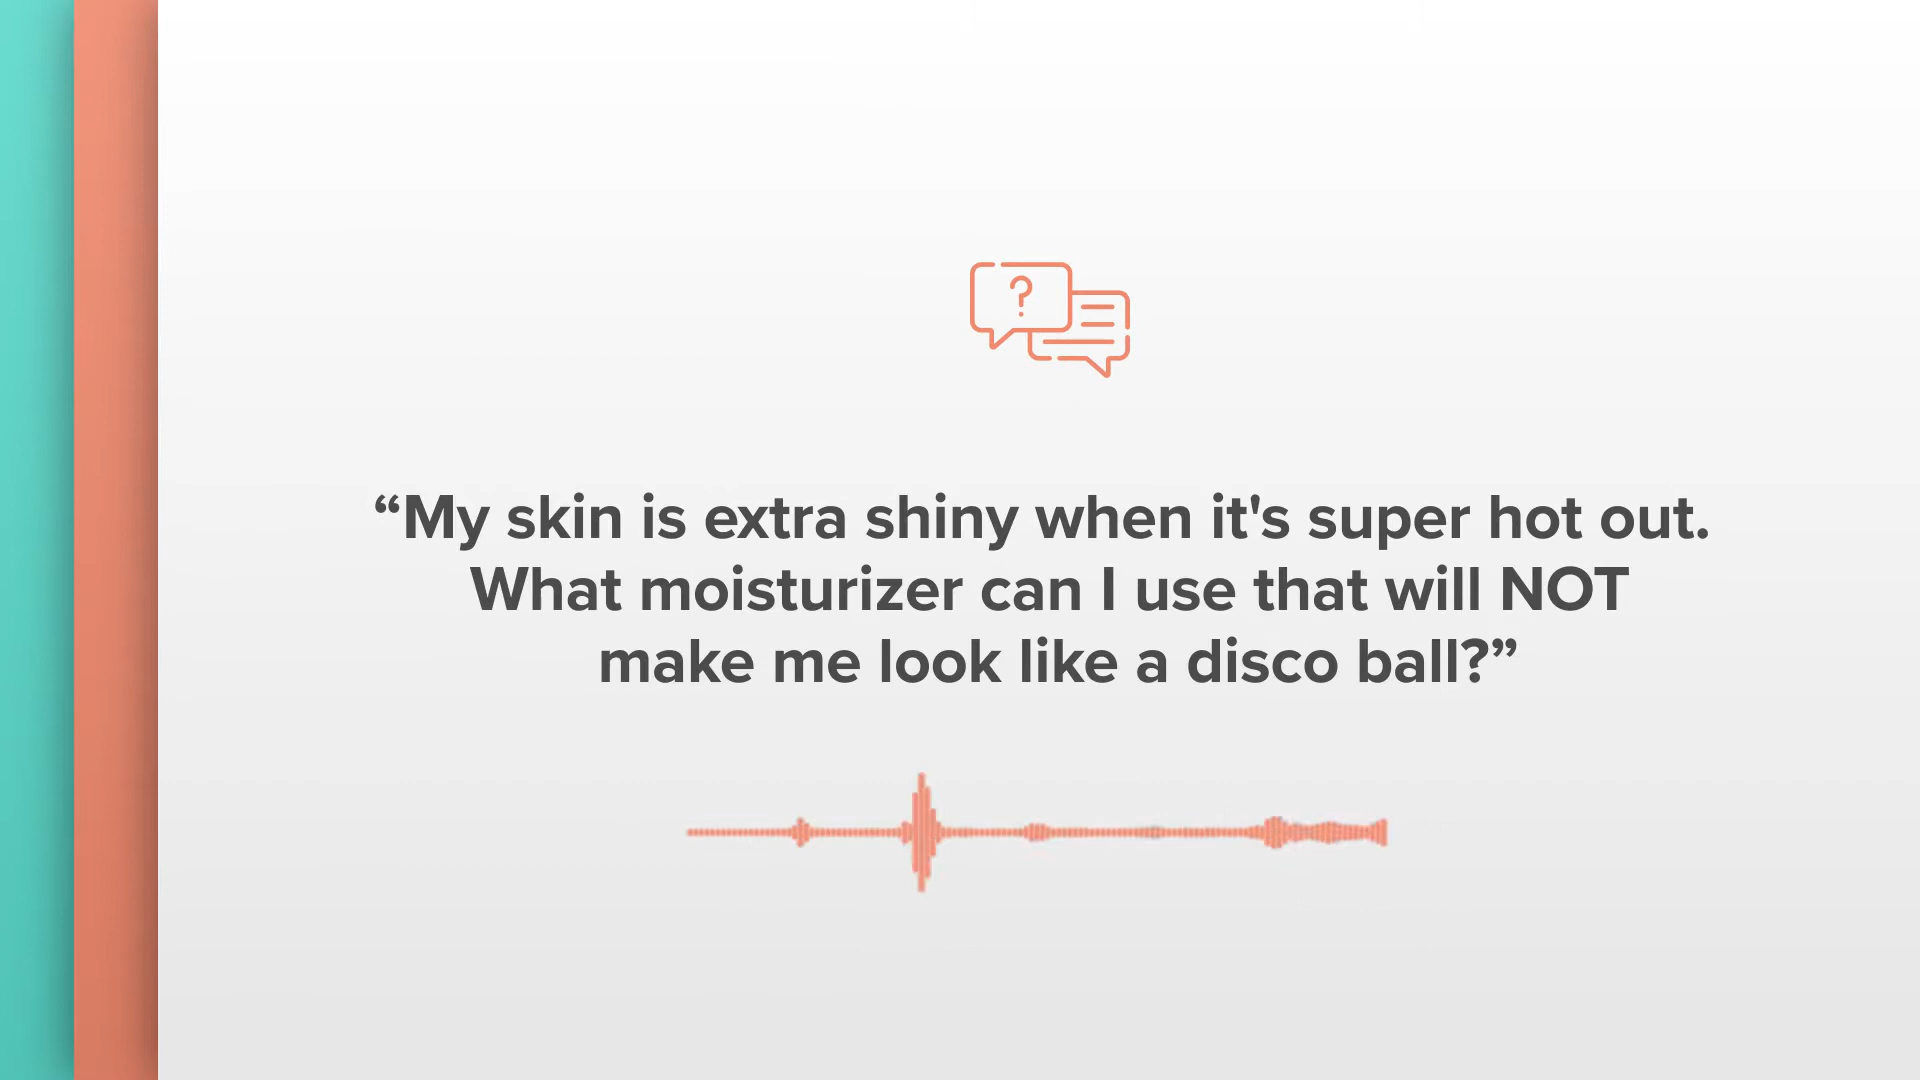 “My skin is extra shiny when it's super hot out.
What moisturizer can I use that will NOT
make me look like a disco ball?”